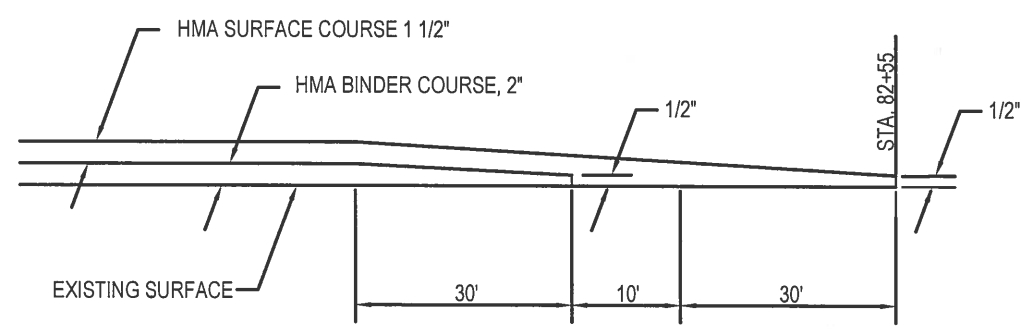 HMA SURFACE COURSE 1 1/2"
HMA BINDER COURSE, 2"
1/2"
STA. 82+55
1/2"
EXISTING SURFACE
30'
10'
30'